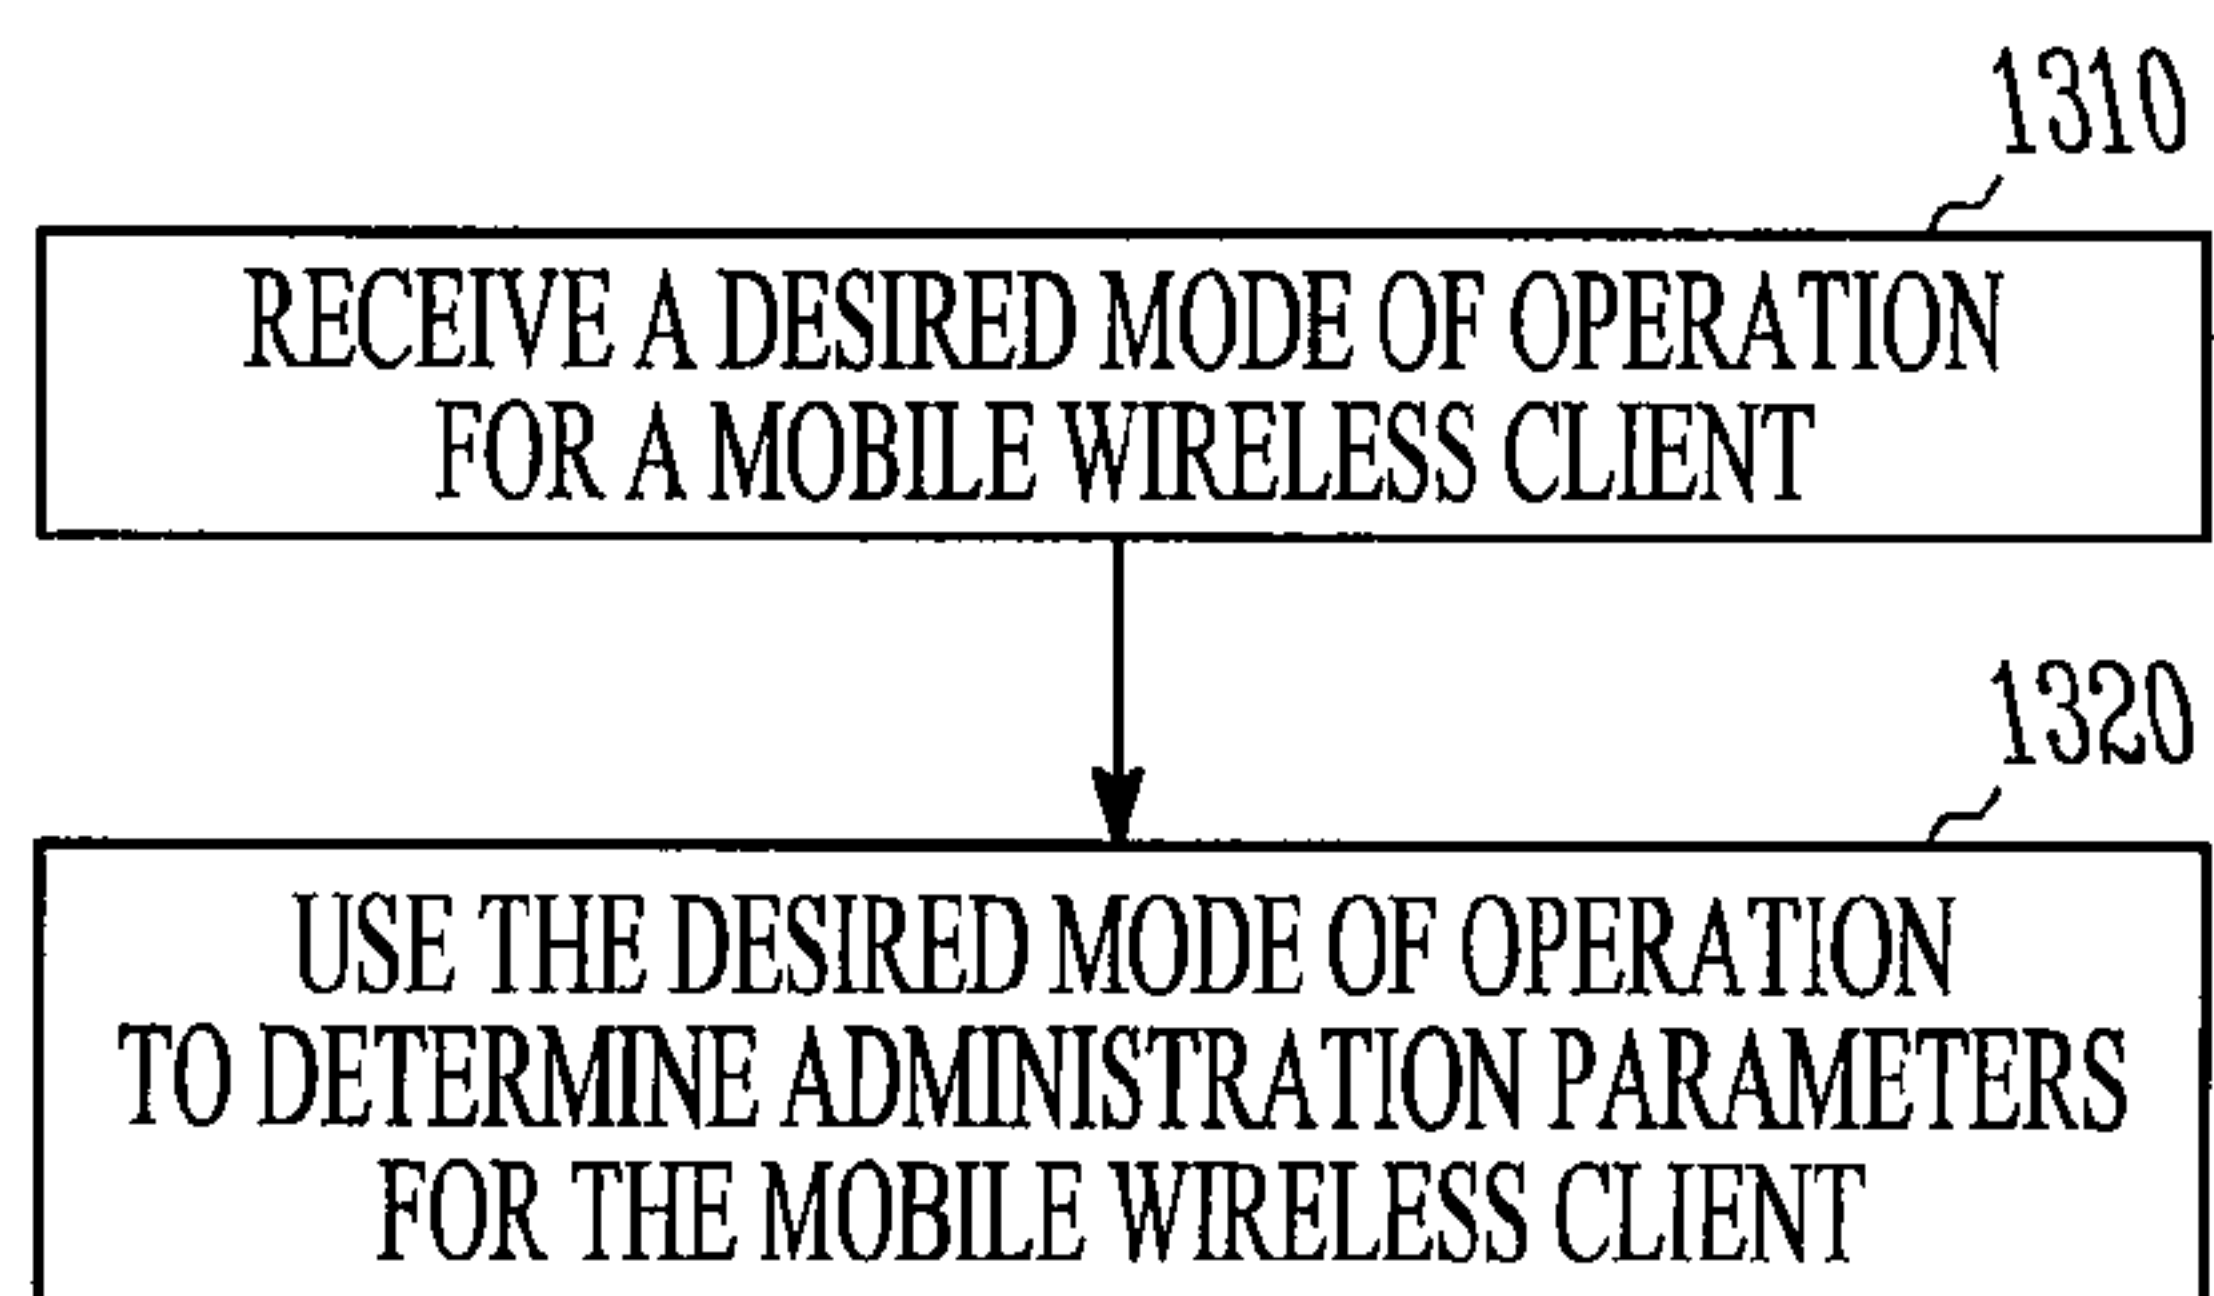 1310
RECEIVE A DESIRED MODE OF OPERATION
FOR A MOBILE WIRELESS CLIENT
1320
USE THE DESIRED MODE OF OPERATION
TO DETERMINE ADMINISTRATION PARAMETERS
FOR THE MOBILE WIRELESS CLIENT